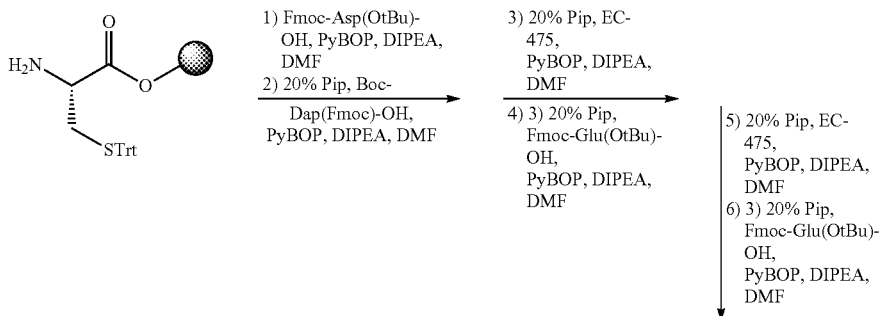 O
H₂N
O
STrt
1) Fmoc-Asp(OtBu)-
OH, PyBOP, DIPEA,
DMF
2) 20% Pip, Boc-
Dap(Fmoc)-OH,
PyBOP, DIPEA, DMF
3) 20% Pip, EC-
475,
PyBOP, DIPEA,
DMF
4) 3) 20% Pip,
Fmoc-Glu(OtBu)-
OH,
PyBOP, DIPEA,
DMF
5) 20% Pip, EC-
475,
PyBOP, DIPEA,
DMF
6) 3) 20% Pip,
Fmoc-Glu(OtBu)-
OH,
PyBOP, DIPEA,
DMF